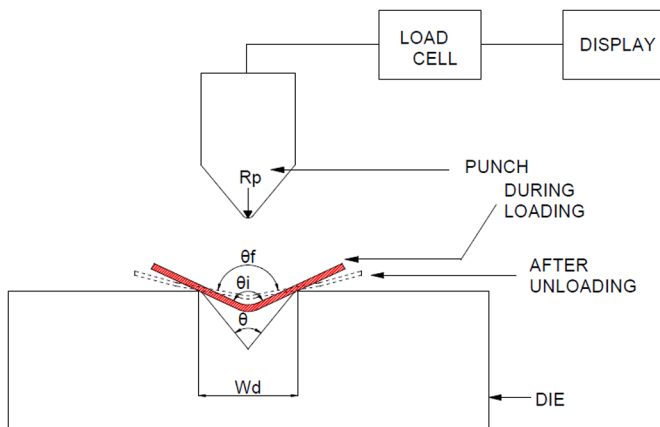 LOAD
CELL
DISPLAY
Rp
PUNCH
DURING
LOADING
θf
θi
AFTER
UNLOADING
θ
Wd
DIE